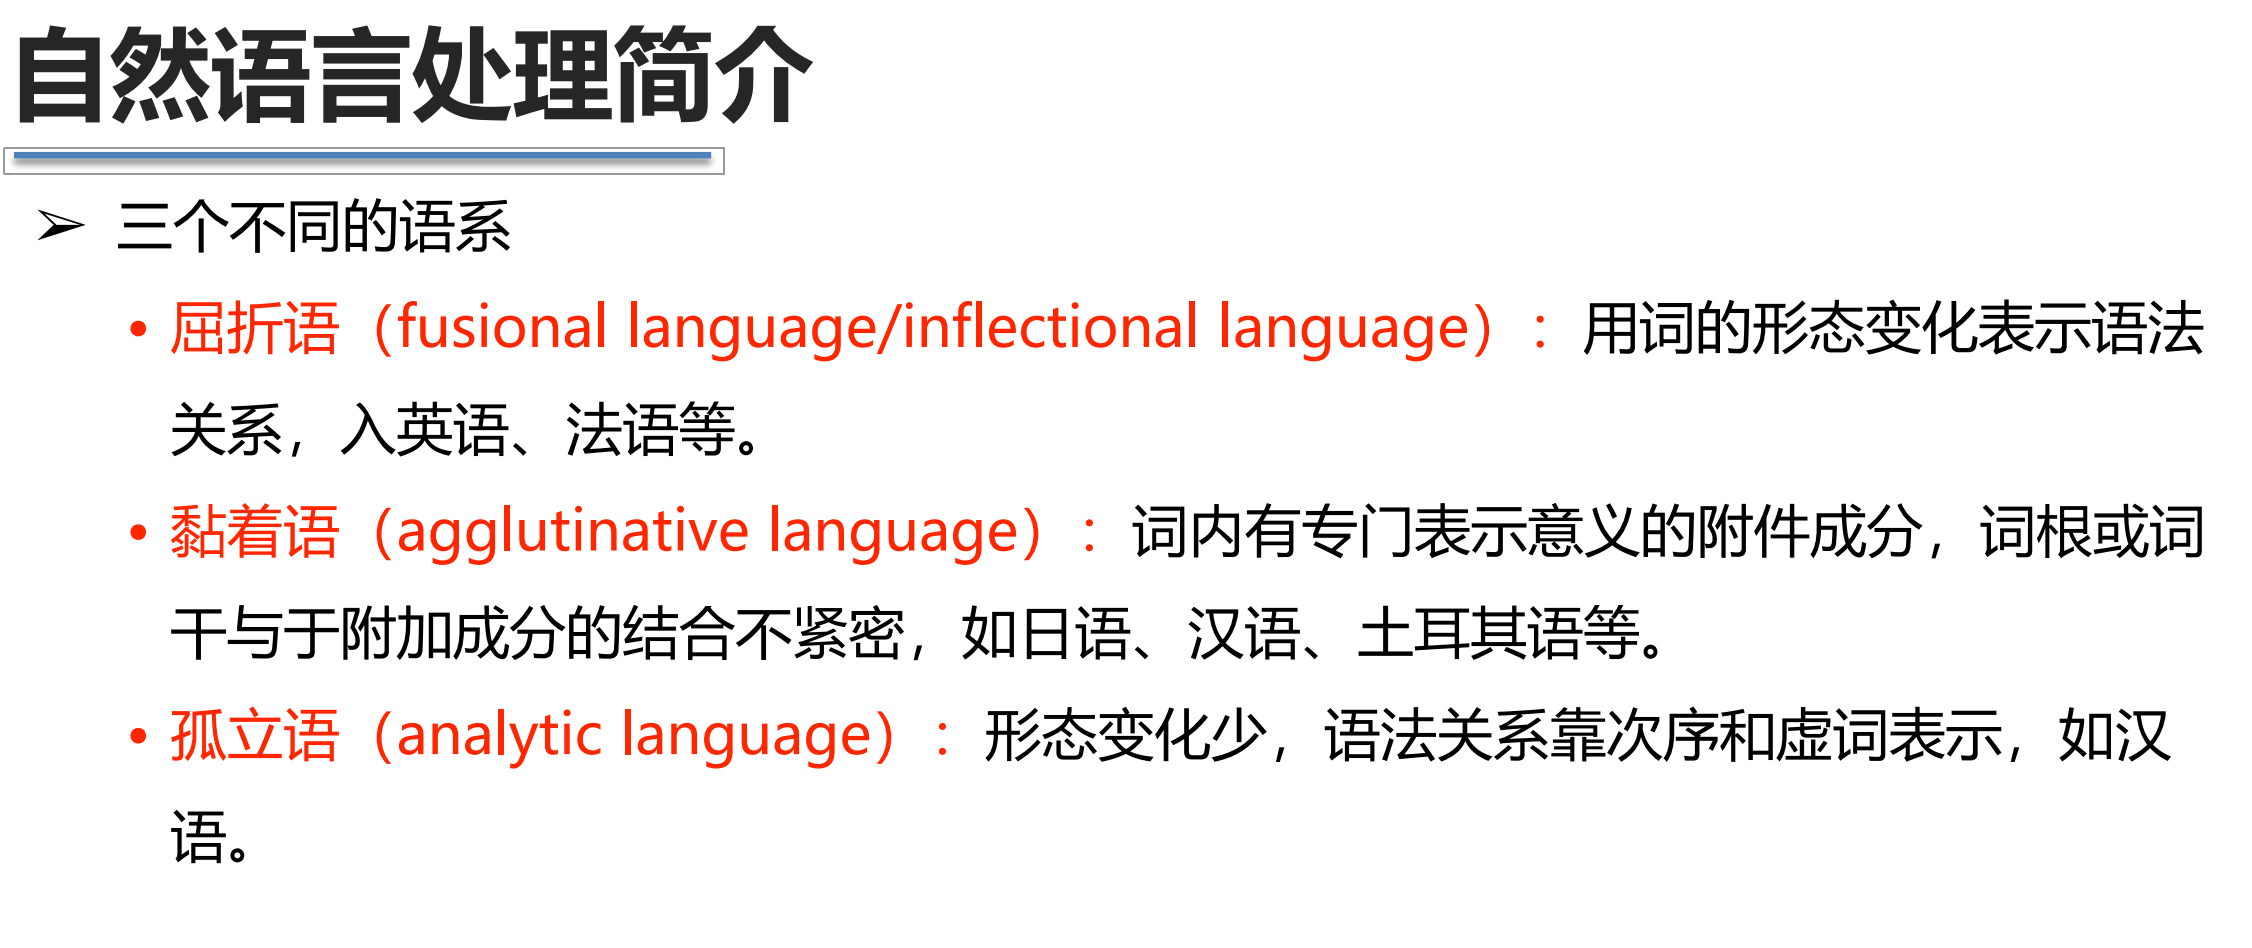 自然语言处理简介
➢ 三个不同的语系
• 屈折语（fusional language/inflectional language）：用词的形态变化表示语法
关系，入英语、法语等。
• 黏着语（agglutinative language）：词内有专门表示意义的附件成分，词根或词
干与于附加成分的结合不紧密，如日语、汉语、土耳其语等。
• 孤立语（analytic language）：形态变化少，语法关系靠次序和虚词表示，如汉
语。